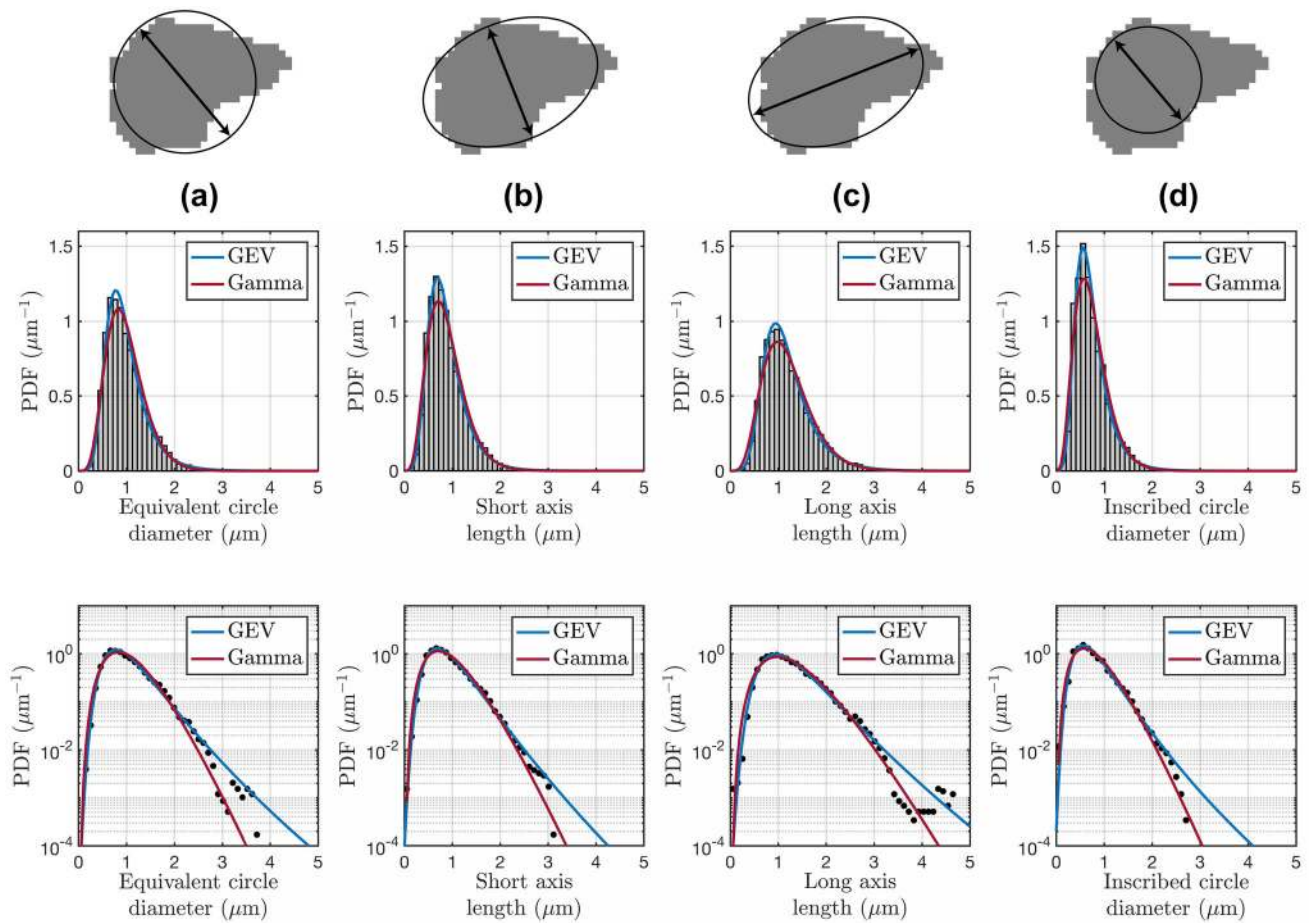 (a)
(b)
(c)
(d)
PDF (μm⁻¹)
1.5
1
0.5
0
GEV
Gamma
0 1 2 3 4 5
Equivalent circle
diameter (μm)
PDF (μm⁻¹)
1.5
1
0.5
0
GEV
Gamma
0 1 2 3 4 5
Short axis
length (μm)
PDF (μm⁻¹)
1.5
1
0.5
0
GEV
Gamma
0 1 2 3 4 5
Long axis
length (μm)
PDF (μm⁻¹)
1.5
1
0.5
0
GEV
Gamma
0 1 2 3 4 5
Inscribed circle
diameter (μm)
PDF (μm⁻¹)
10⁰
10⁻²
10⁻⁴
GEV
Gamma
0 1 2 3 4 5
Equivalent circle
diameter (μm)
PDF (μm⁻¹)
10⁰
10⁻²
10⁻⁴
GEV
Gamma
0 1 2 3 4 5
Short axis
length (μm)
PDF (μm⁻¹)
10⁰
10⁻²
10⁻⁴
GEV
Gamma
0 1 2 3 4 5
Long axis
length (μm)
PDF (μm⁻¹)
10⁰
10⁻²
10⁻⁴
GEV
Gamma
0 1 2 3 4 5
Inscribed circle
diameter (μm)